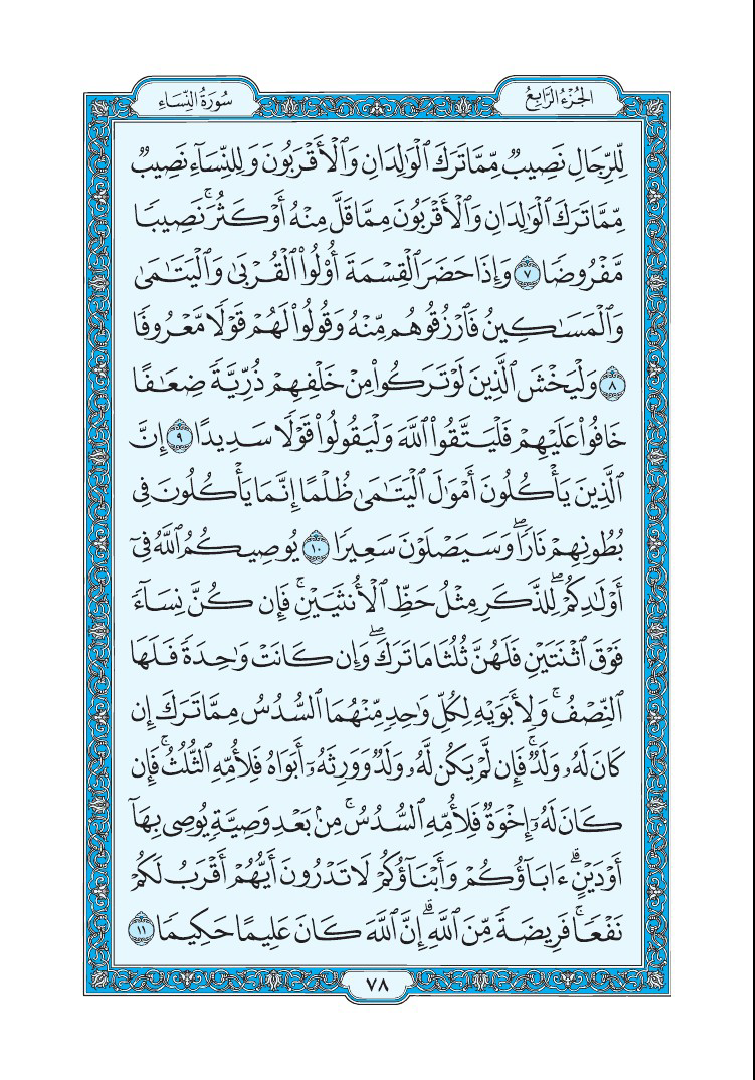 الجُزْءُ الرَّابِعُ
سُورَةُ النِّسَاءِ
لِّلرِّجَالِ نَصِيبٌ مِّمَّا تَرَكَ ٱلۡوَٰلِدَانِ وَٱلۡأَقۡرَبُونَ وَلِلنِّسَآءِ نَصِيبٌ
مِّمَّا تَرَكَ ٱلۡوَٰلِدَانِ وَٱلۡأَقۡرَبُونَ مِمَّا قَلَّ مِنۡهُ أَوۡ كَثُرَۚ نَصِيبٗا
مَّفۡرُوضٗا ٧ وَإِذَا حَضَرَ ٱلۡقِسۡمَةَ أُوْلُواْ ٱلۡقُرۡبَىٰ وَٱلۡيَتَٰمَىٰ
وَٱلۡمَسَٰكِينُ فَٱرۡزُقُوهُم مِّنۡهُ وَقُولُواْ لَهُمۡ قَوۡلٗا مَّعۡرُوفٗا
٨ وَلۡيَخۡشَ ٱلَّذِينَ لَوۡ تَرَكُواْ مِنۡ خَلۡفِهِمۡ ذُرِّيَّةٗ ضِعَٰفًا
خَافُواْ عَلَيۡهِمۡ فَلۡيَتَّقُواْ ٱللَّهَ وَلۡيَقُولُواْ قَوۡلٗا سَدِيدًا ٩ إِنَّ
ٱلَّذِينَ يَأۡكُلُونَ أَمۡوَٰلَ ٱلۡيَتَٰمَىٰ ظُلۡمًا إِنَّمَا يَأۡكُلُونَ فِي
بُطُونِهِمۡ نَارٗاۖ وَسَيَصۡلَوۡنَ سَعِيرٗا ١٠ يُوصِيكُمُ ٱللَّهُ فِيٓ
أَوۡلَٰدِكُمۡۖ لِلذَّكَرِ مِثۡلُ حَظِّ ٱلۡأُنثَيَيۡنِۚ فَإِن كُنَّ نِسَآءٗ
فَوۡقَ ٱثۡنَتَيۡنِ فَلَهُنَّ ثُلُثَا مَا تَرَكَۖ وَإِن كَانَتۡ وَٰحِدَةٗ فَلَهَا
ٱلنِّصۡفُۚ وَلِأَبَوَيۡهِ لِكُلِّ وَٰحِدٖ مِّنۡهُمَا ٱلسُّدُسُ مِمَّا تَرَكَ إِن
كَانَ لَهُۥ وَلَدٞۚ فَإِن لَّمۡ يَكُن لَّهُۥ وَلَدٞ وَوَرِثَهُۥٓ أَبَوَاهُ فَلِأُمِّهِ ٱلثُّلُثُۚ فَإِن
كَانَ لَهُۥٓ إِخۡوَةٞ فَلِأُمِّهِ ٱلسُّدُسُۚ مِنۢ بَعۡدِ وَصِيَّةٖ يُوصِي بِهَآ
أَوۡ دَيۡنٍۗ ءَابَآؤُكُمۡ وَأَبۡنَآؤُكُمۡ لَا تَدۡرُونَ أَيُّهُمۡ أَقۡرَبُ لَكُمۡ
نَفۡعٗاۚ فَرِيضَةٗ مِّنَ ٱللَّهِۗ إِنَّ ٱللَّهَ كَانَ عَلِيمًا حَكِيمٗا ١١
٧٨